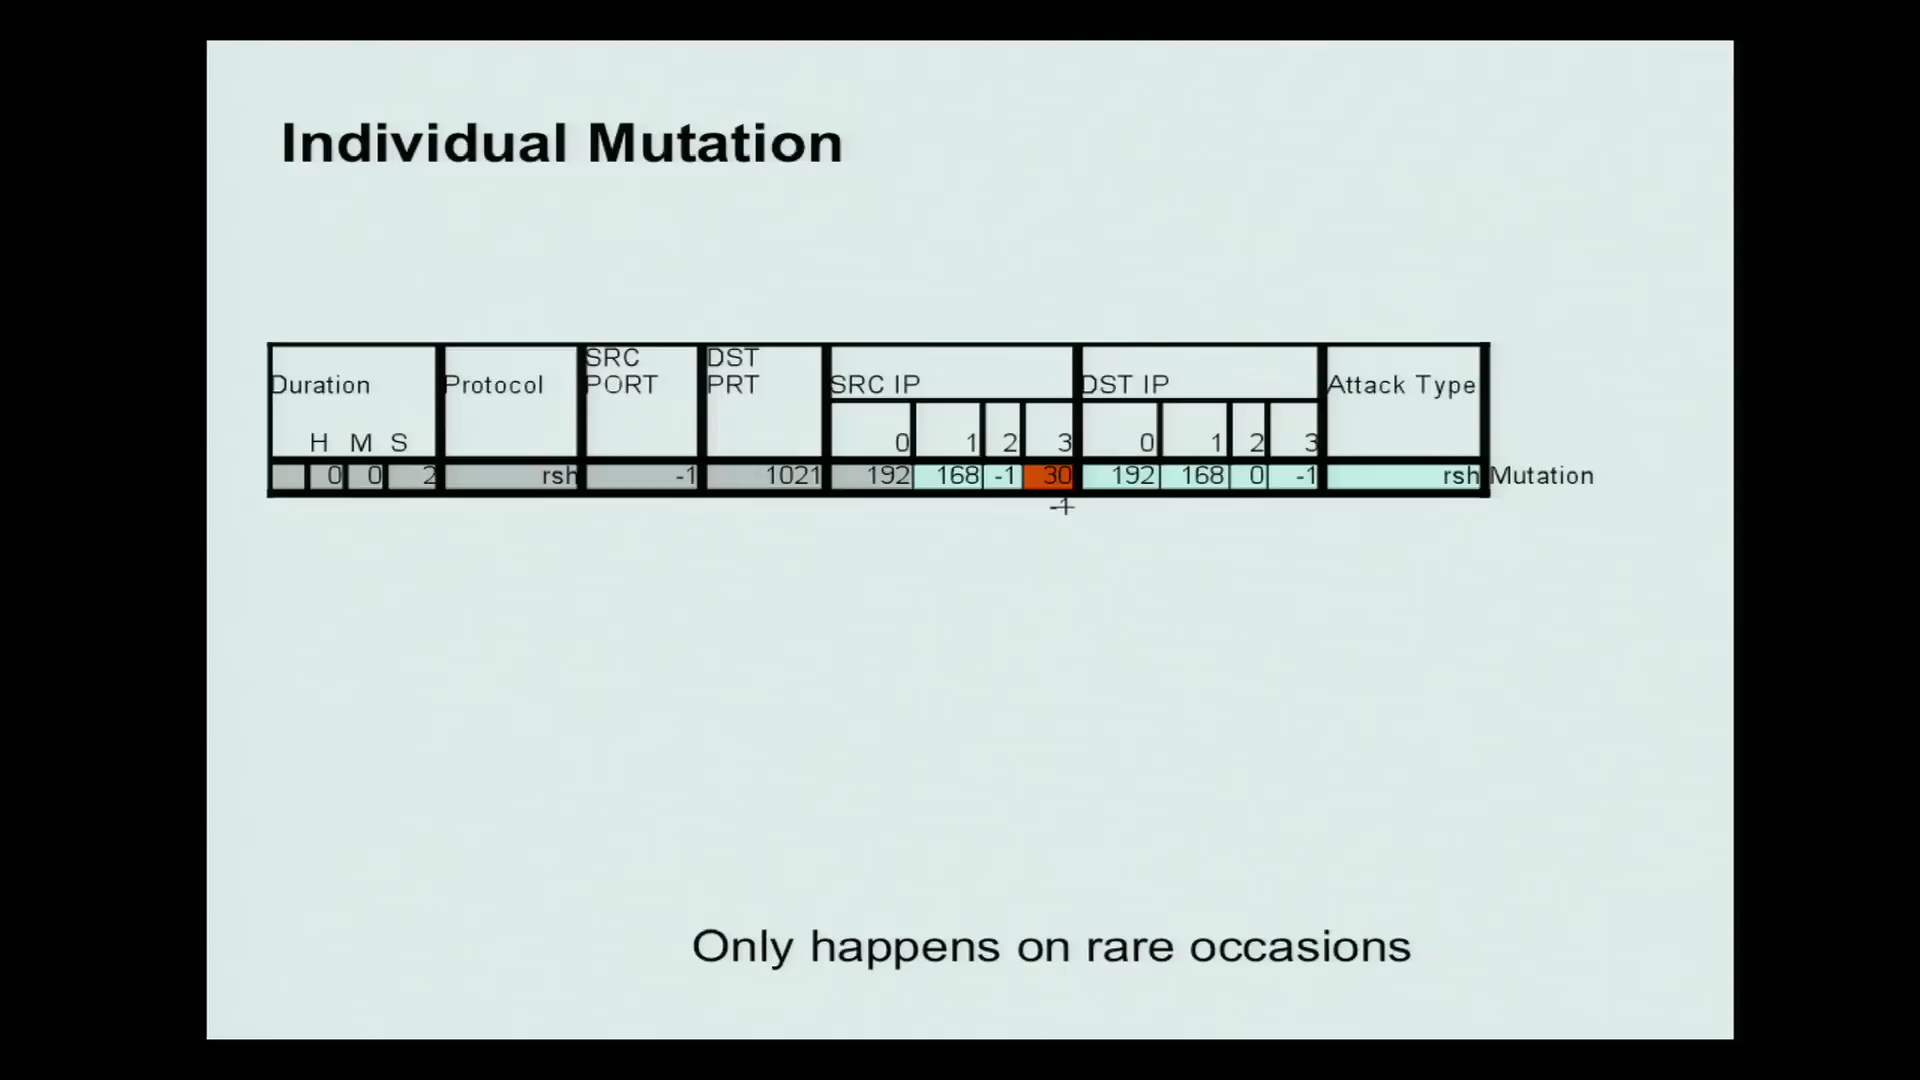 Individual Mutation
Duration Protocol SRC PORT DST PRT SRC IP DST IP Attack Type
H M S 0 1 2 3 0 1 2 3
0 0 2 rsh -1 1021 192 168 -1 30 192 168 0 -1 rsh Mutation
-1
Only happens on rare occasions